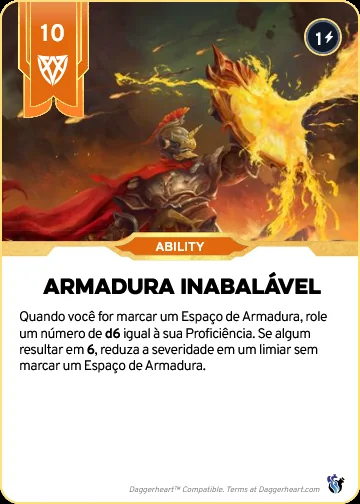 10
1
ABILITY
ARMADURA INABALÁVEL
Quando você for marcar um Espaço de Armadura, role
um número de d6 igual à sua Proficiência. Se algum
resultar em 6, reduza a severidade em um limiar sem
marcar um Espaço de Armadura.
Daggerheart™ Compatible. Terms at Daggerheart.com